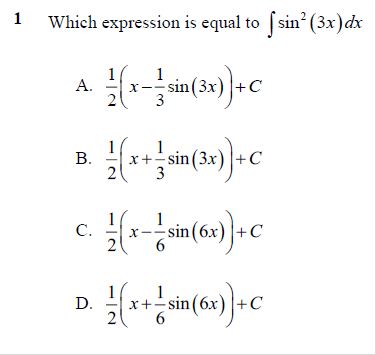 1 Which expression is equal to ∫sin²(3x)dx
A. 1/2(x−1/3 sin(3x))+C
B. 1/2(x+1/3 sin(3x))+C
C. 1/2(x−1/6 sin(6x))+C
D. 1/2(x+1/6 sin(6x))+C